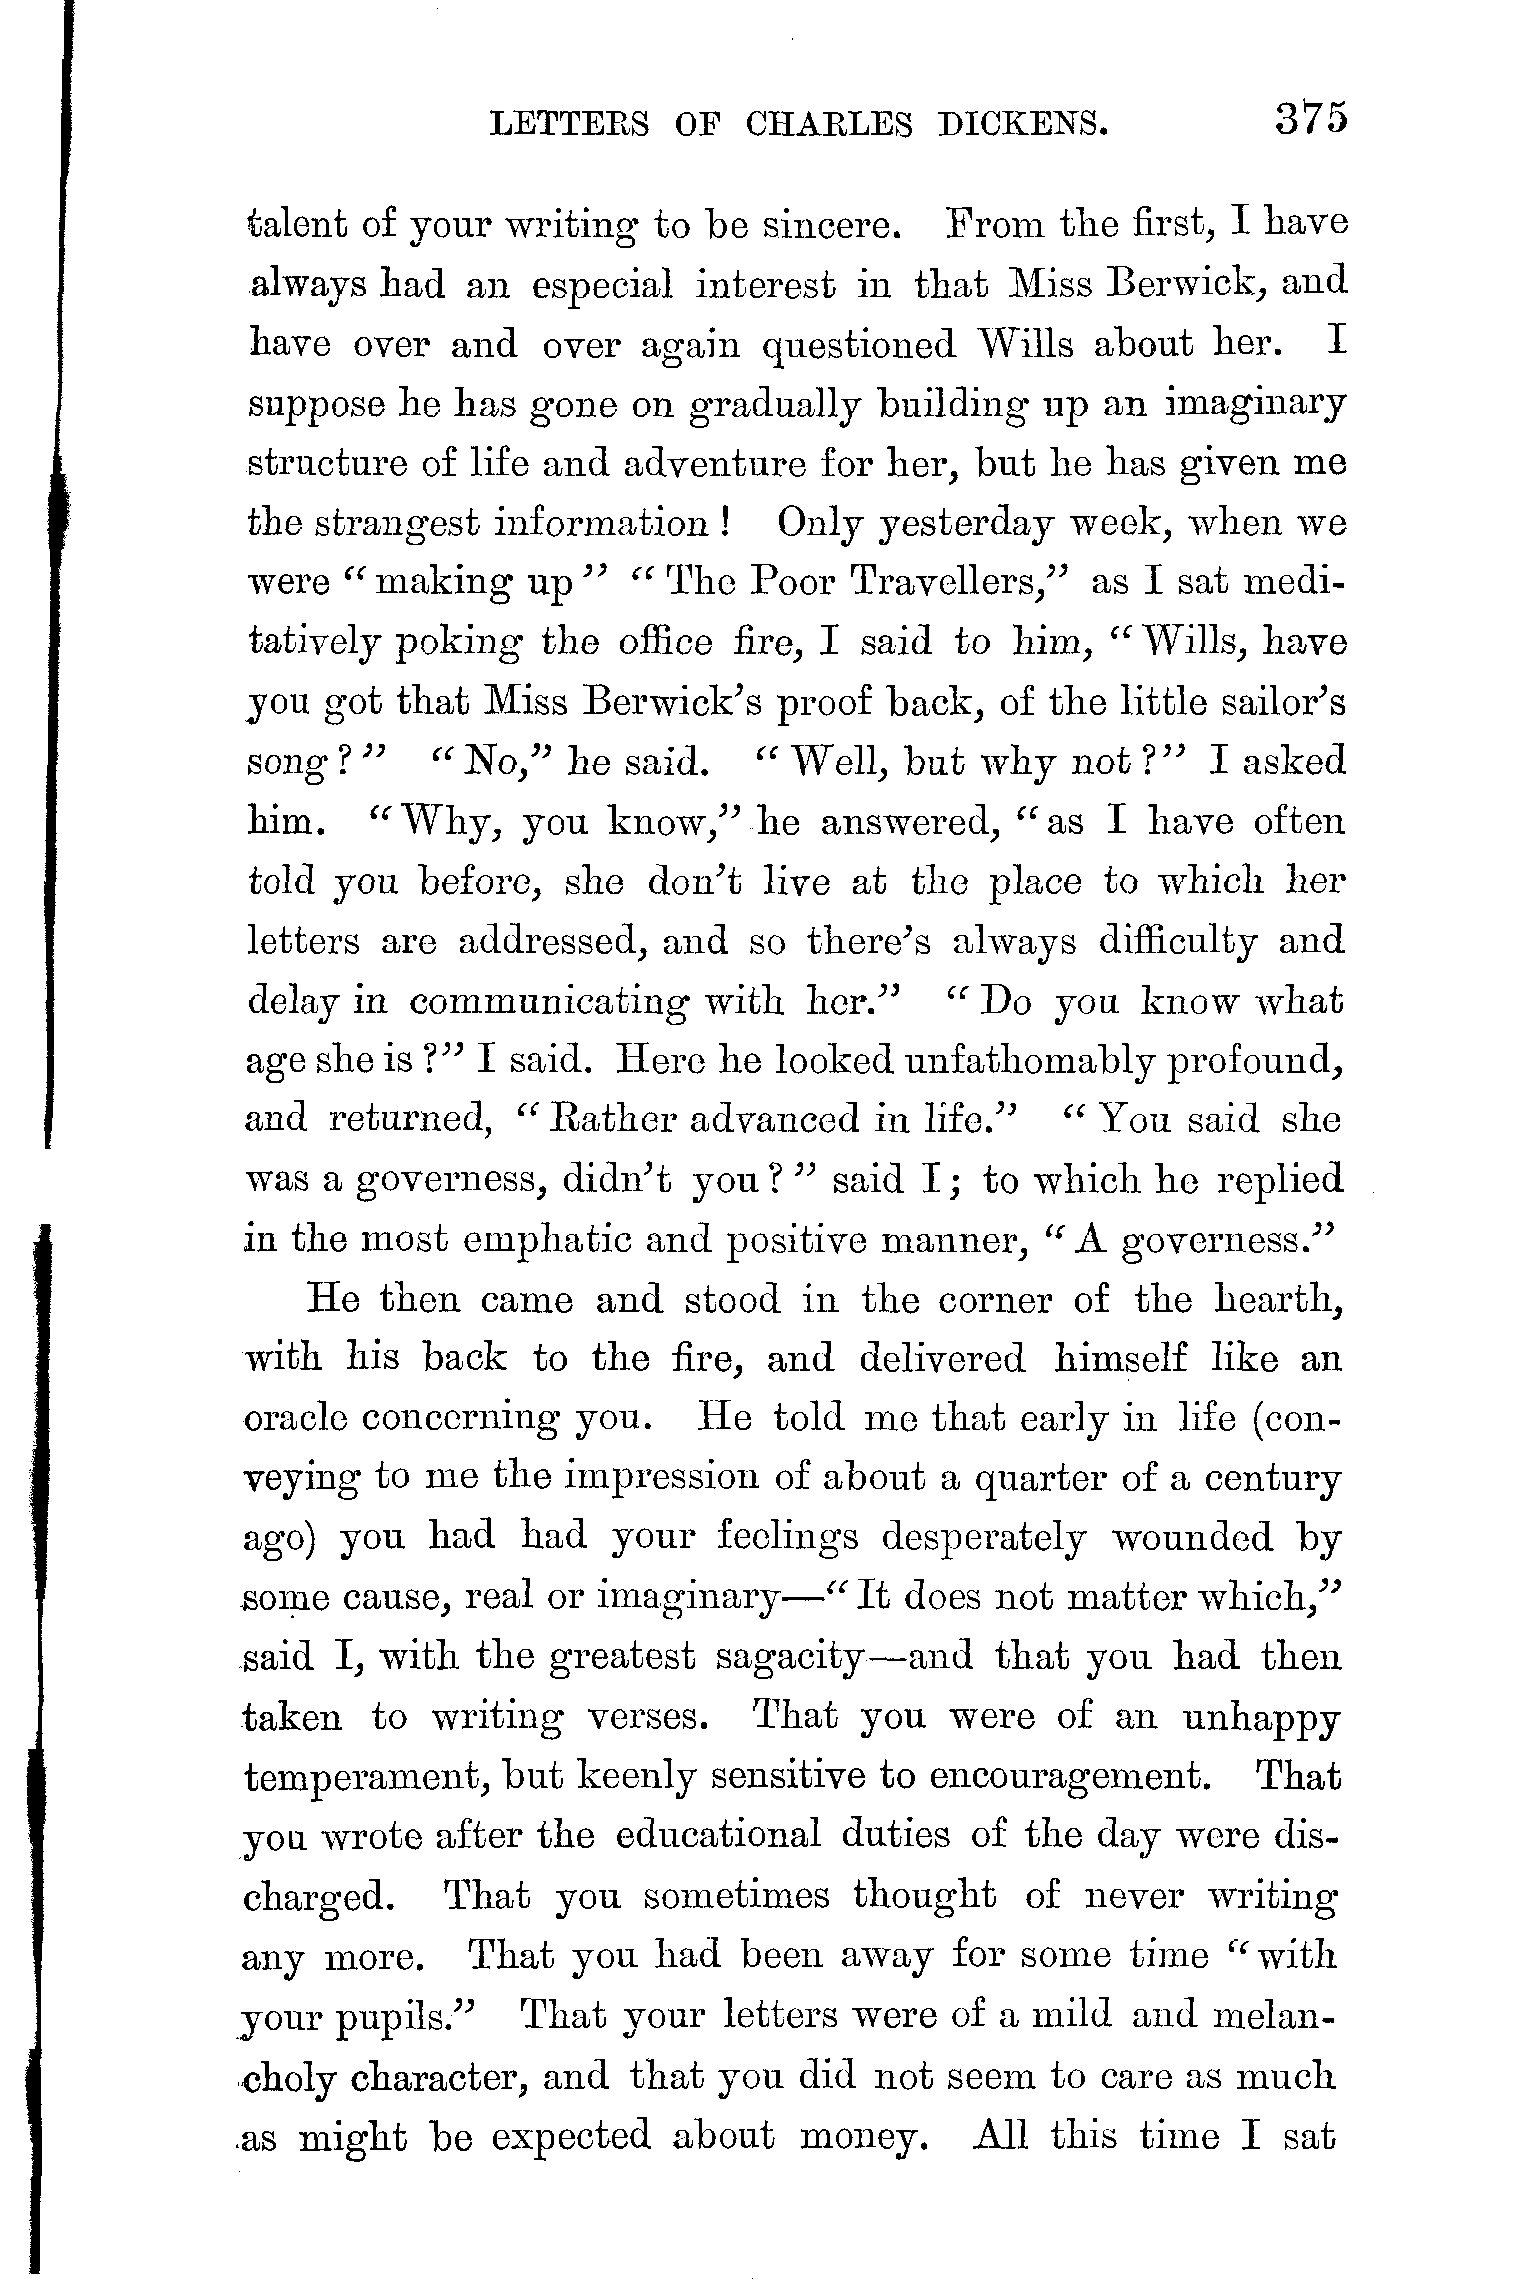 LETTERS OF CHARLES DICKENS. 375
talent of your writing to be sincere. From the first, I have
always had an especial interest in that Miss Berwick, and
have over and over again questioned Wills about her. I
suppose he has gone on gradually building up an imaginary
structure of life and adventure for her, but he has given me
the strangest information! Only yesterday week, when we
were “making up” “The Poor Travellers,” as I sat medi-
tatively poking the office fire, I said to him, “Wills, have
you got that Miss Berwick’s proof back, of the little sailor’s
song?” “No,” he said. “Well, but why not?” I asked
him. “Why, you know,” he answered, “as I have often
told you before, she don’t live at the place to which her
letters are addressed, and so there’s always difficulty and
delay in communicating with her.” “Do you know what
age she is?” I said. Here he looked unfathomably profound,
and returned, “Rather advanced in life.” “You said she
was a governess, didn’t you?” said I; to which he replied
in the most emphatic and positive manner, “A governess.”
He then came and stood in the corner of the hearth,
with his back to the fire, and delivered himself like an
oracle concerning you. He told me that early in life (con-
veying to me the impression of about a quarter of a century
ago) you had had your feelings desperately wounded by
some cause, real or imaginary—“It does not matter which,”
said I, with the greatest sagacity—and that you had then
taken to writing verses. That you were of an unhappy
temperament, but keenly sensitive to encouragement. That
you wrote after the educational duties of the day were dis-
charged. That you sometimes thought of never writing
any more. That you had been away for some time “with
your pupils.” That your letters were of a mild and melan-
choly character, and that you did not seem to care as much
as might be expected about money. All this time I sat